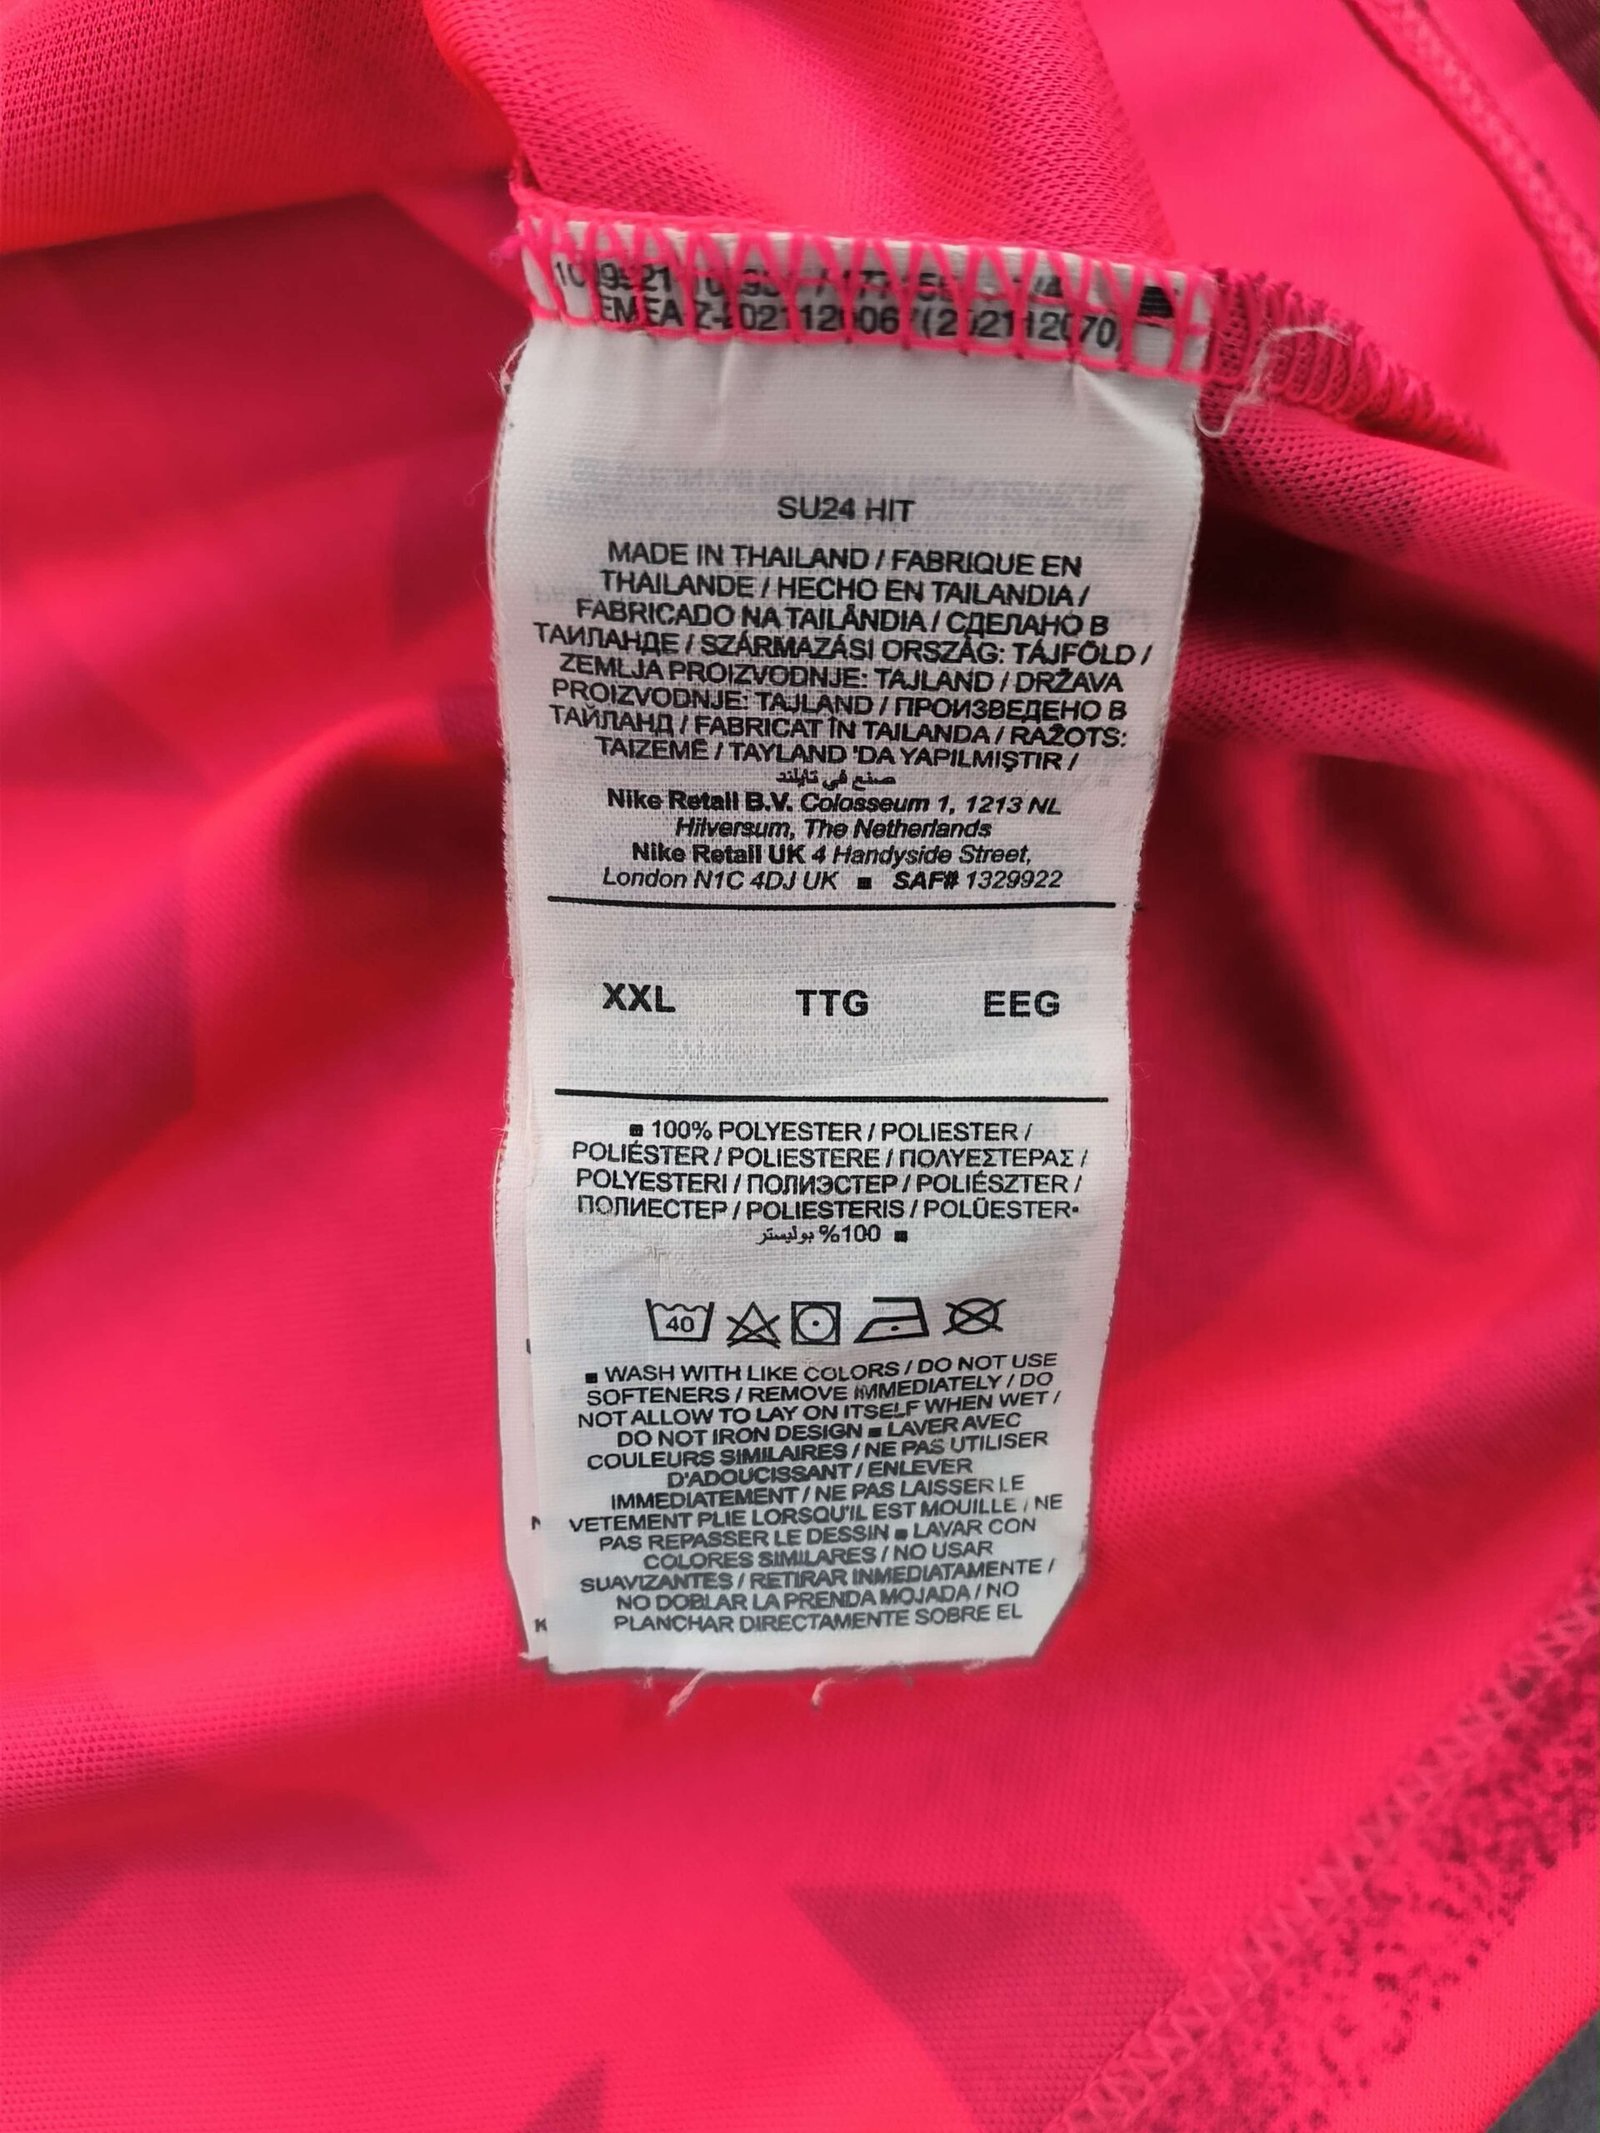 EMEA
SU24 HIT
MADE IN THAILAND / FABRIQUE EN
THAILANDE / HECHO EN TAILANDIA /
FABRICADO NA TAILÂNDIA / СДЕЛАНО В
ТАИЛАНДЕ / SZÁRMAZÁSI ORSZÁG: TÁJFÖLD /
ZEMLJA PROIZVODNJE: TAJLAND / DRŽAVA
PROIZVODNJE: TAJLAND / ПРОИЗВЕДЕНО В
ТАЙЛАНД / FABRICAT ÎN TAILANDA / RAŽOTS:
TAIZEMĒ / TAYLAND 'DA YAPILMIŞTIR /
صنع في تايلند
Nike Retail B.V. Colosseum 1, 1213 NL
Hilversum, The Netherlands
Nike Retail UK 4 Handyside Street,
London N1C 4DJ UK ■ SAF# 1329922
XXL TTG EEG
■ 100% POLYESTER / POLIESTER /
POLIÉSTER / POLIESTERE / ΠΟΛΥΕΣΤΕΡΑΣ /
POLYESTERI / ПОЛИЭСТЕР / POLIÉSZTER /
ПОЛИЕСТЕР / POLIESTERIS / POLÜESTER▪
100% بوليستر ■
40
■ WASH WITH LIKE COLORS / DO NOT USE
SOFTENERS / REMOVE IMMEDIATELY / DO
NOT ALLOW TO LAY ON ITSELF WHEN WET /
DO NOT IRON DESIGN ■ LAVER AVEC
COULEURS SIMILAIRES / NE PAS UTILISER
D'ADOUCISSANT / ENLEVER
IMMEDIATEMENT / NE PAS LAISSER LE
VETEMENT PLIE LORSQU'IL EST MOUILLE / NE
PAS REPASSER LE DESSIN ■ LAVAR CON
COLORES SIMILARES / NO USAR
SUAVIZANTES / RETIRAR INMEDIATAMENTE /
NO DOBLAR LA PRENDA MOJADA / NO
PLANCHAR DIRECTAMENTE SOBRE EL